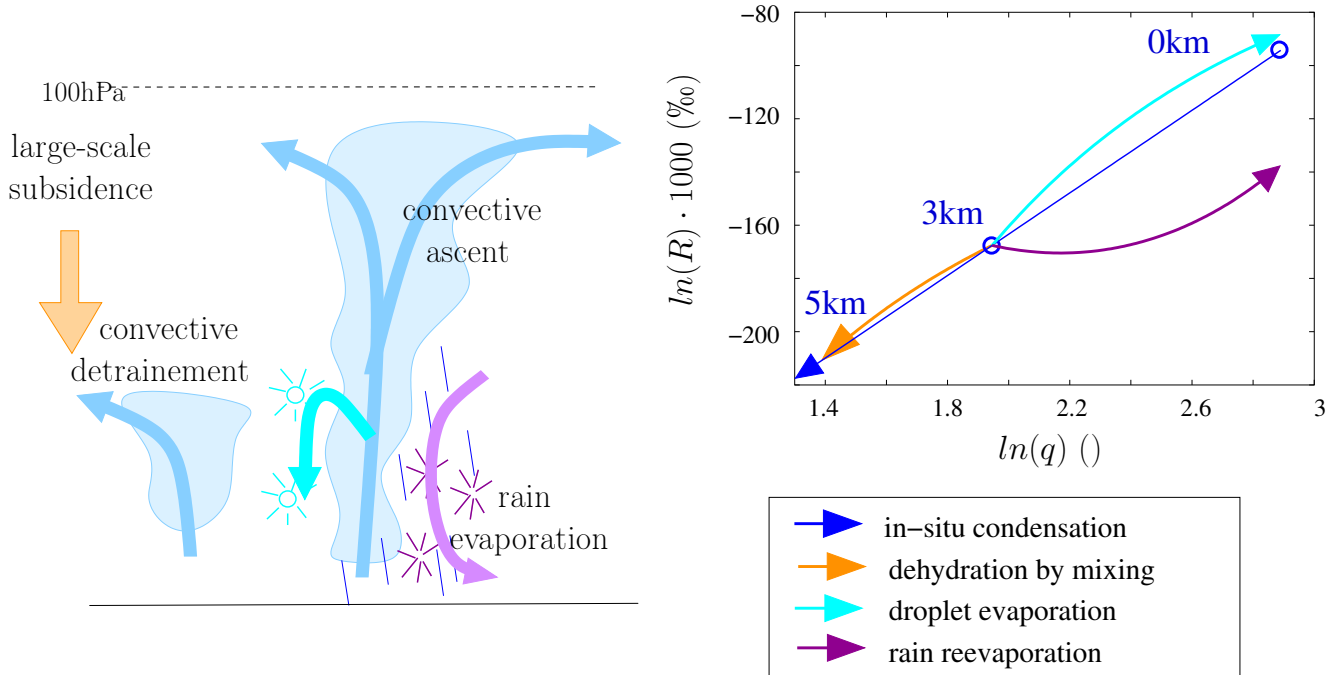 100hPa
large-scale
subsidence
convective
ascent
convective
detrainement
rain
evaporation
−80
−120
−160
−200
ln(R) · 1000 (‰)
0km
3km
5km
1.4
1.8
2.2
2.6
3
ln(q) ()
in−situ condensation
dehydration by mixing
droplet evaporation
rain reevaporation